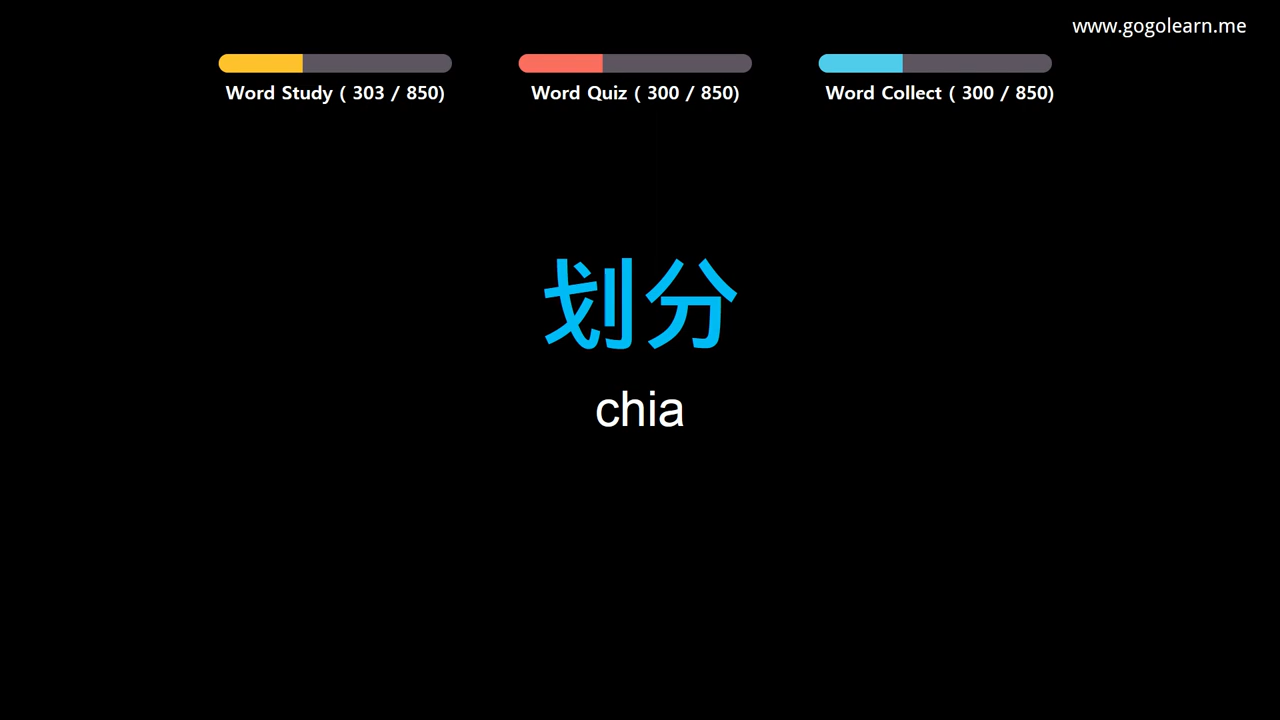 www.gogolearn.me
Word Study ( 303 / 850)
Word Quiz ( 300 / 850)
Word Collect ( 300 / 850)
划分
chia